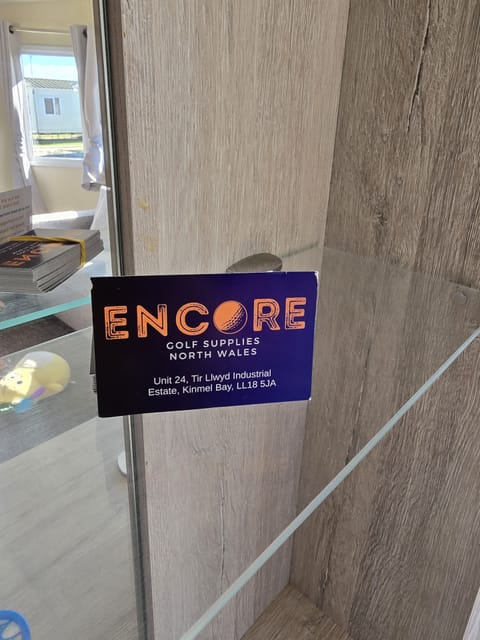 ENCORE
GOLF SUPPLIES
NORTH WALES
Unit 24, Tir Llwyd Industrial
Estate, Kinmel Bay, LL18 5JA